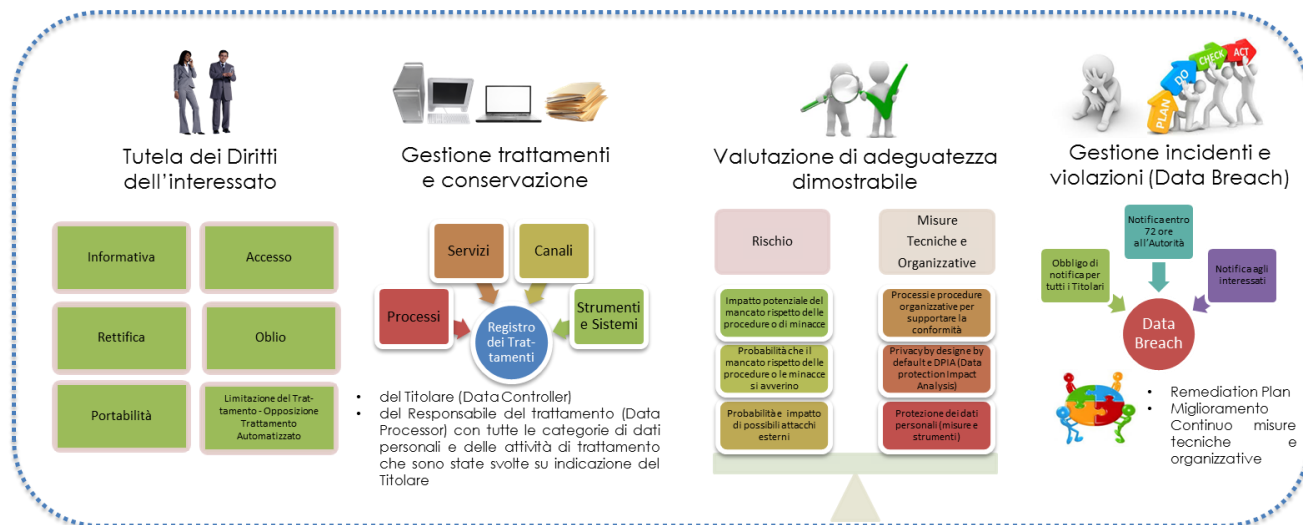 Tutela dei Diritti
dell'interessato
Informativa
Accesso
Rettifica
Oblio
Portabilità
Limitazione del Trat-
tamento - Opposizione
Trattamento
Automatizzato
Gestione trattamenti
e conservazione
Servizi
Canali
Processi
Strumenti
e Sistemi
Registro
dei Trat-
tamenti
• del Titolare (Data Controller)
• del Responsabile del trattamento (Data
Processor) con tutte le categorie di dati
personali e delle attività di trattamento
che sono state svolte su indicazione del
Titolare
Valutazione di adeguatezza
dimostrabile
Rischio
Misure
Tecniche e
Organizzative
Impatto potenziale del
mancato rispetto delle
procedure o di minacce
Processi e procedure
organizzative per
supportare la
conformità
Probabilità che il
mancato rispetto delle
procedure o le minacce
si avverino
Privacy by design e by
default e DPIA (Data
protection Impact
Analysis)
Probabilità e impatto
di possibili attacchi
esterni
Protezione dei dati
personali (misure e
strumenti)
PLAN
DO
CHECK
ACT
Gestione incidenti e
violazioni (Data Breach)
Notifica entro
72 ore
all'Autorità
Obbligo di
notifica per
tutti i Titolari
Notifica agli
interessati
Data
Breach
• Remediation Plan
• Miglioramento
Continuo misure
tecniche e
organizzative